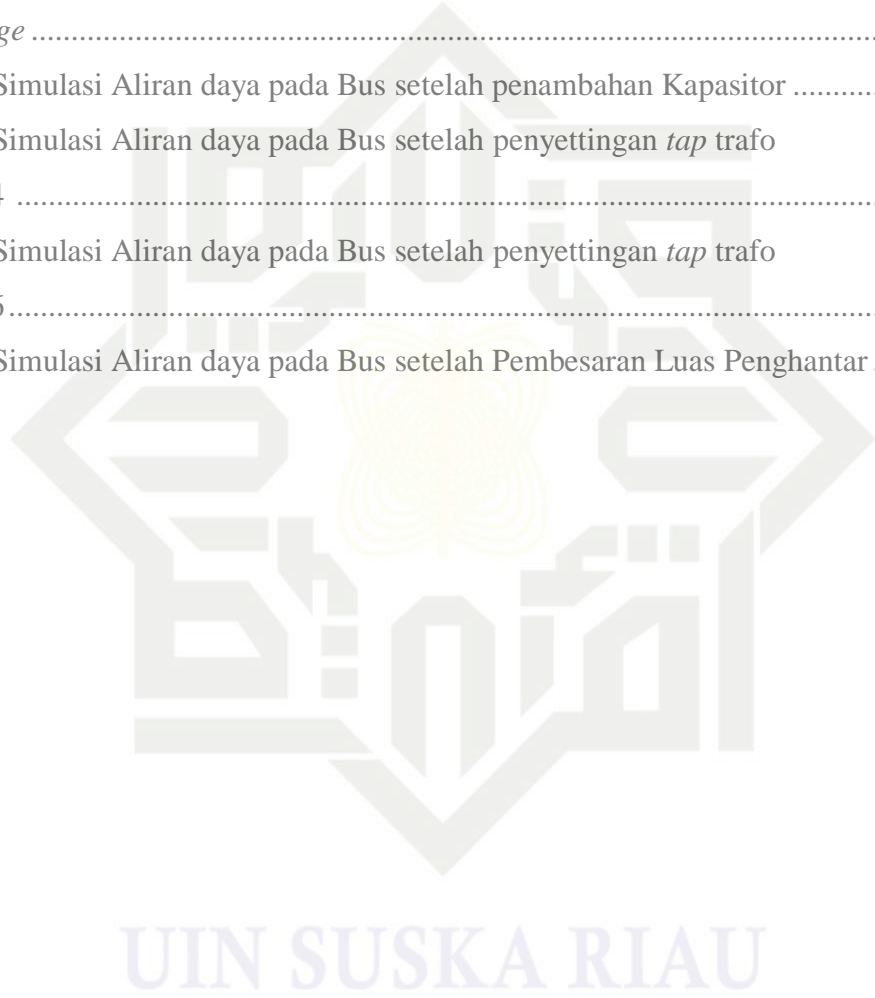 ge ........................................................................................................
Simulasi Aliran daya pada Bus setelah penambahan Kapasitor ..........
Simulasi Aliran daya pada Bus setelah penyettingan tap trafo
4 ..........................................................................................................
Simulasi Aliran daya pada Bus setelah penyettingan tap trafo
6 ..........................................................................................................
Simulasi Aliran daya pada Bus setelah Pembesaran Luas Penghantar .
UIN SUSKA RIAU